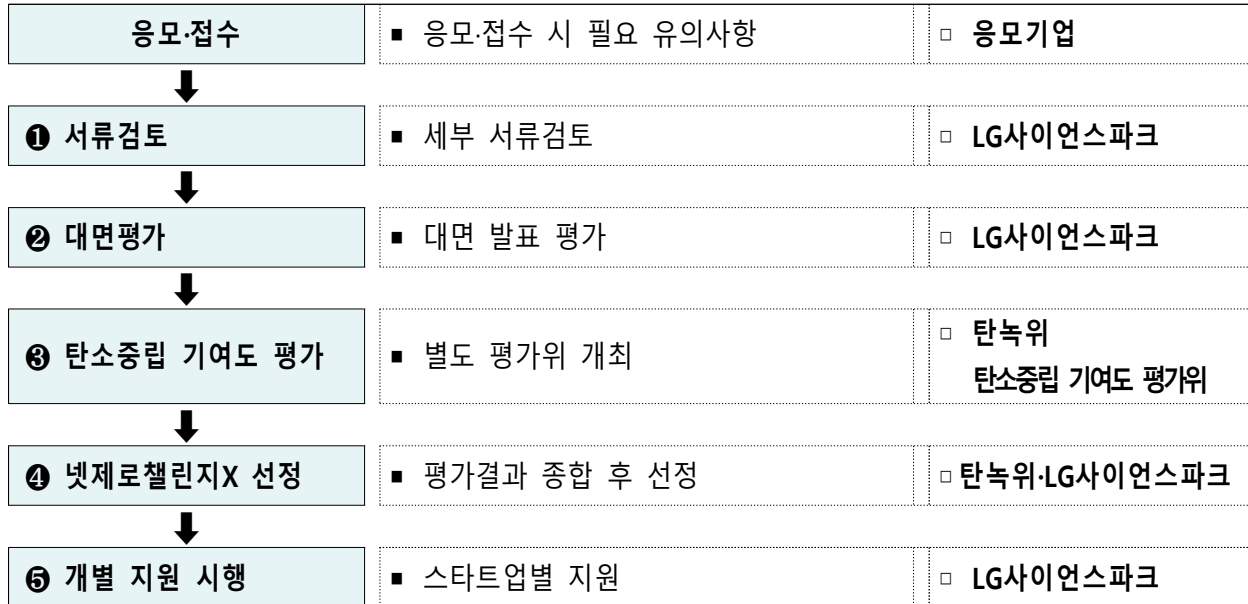 응모·접수
■ 응모·접수 시 필요 유의사항
□ 응모기업
❶ 서류검토
■ 세부 서류검토
□ LG사이언스파크
❷ 대면평가
■ 대면 발표 평가
□ LG사이언스파크
❸ 탄소중립 기여도 평가
■ 별도 평가위 개최
□ 탄녹위
탄소중립 기여도 평가위
❹ 넷제로챌린지X 선정
■ 평가결과 종합 후 선정
□ 탄녹위·LG사이언스파크
❺ 개별 지원 시행
■ 스타트업별 지원
□ LG사이언스파크